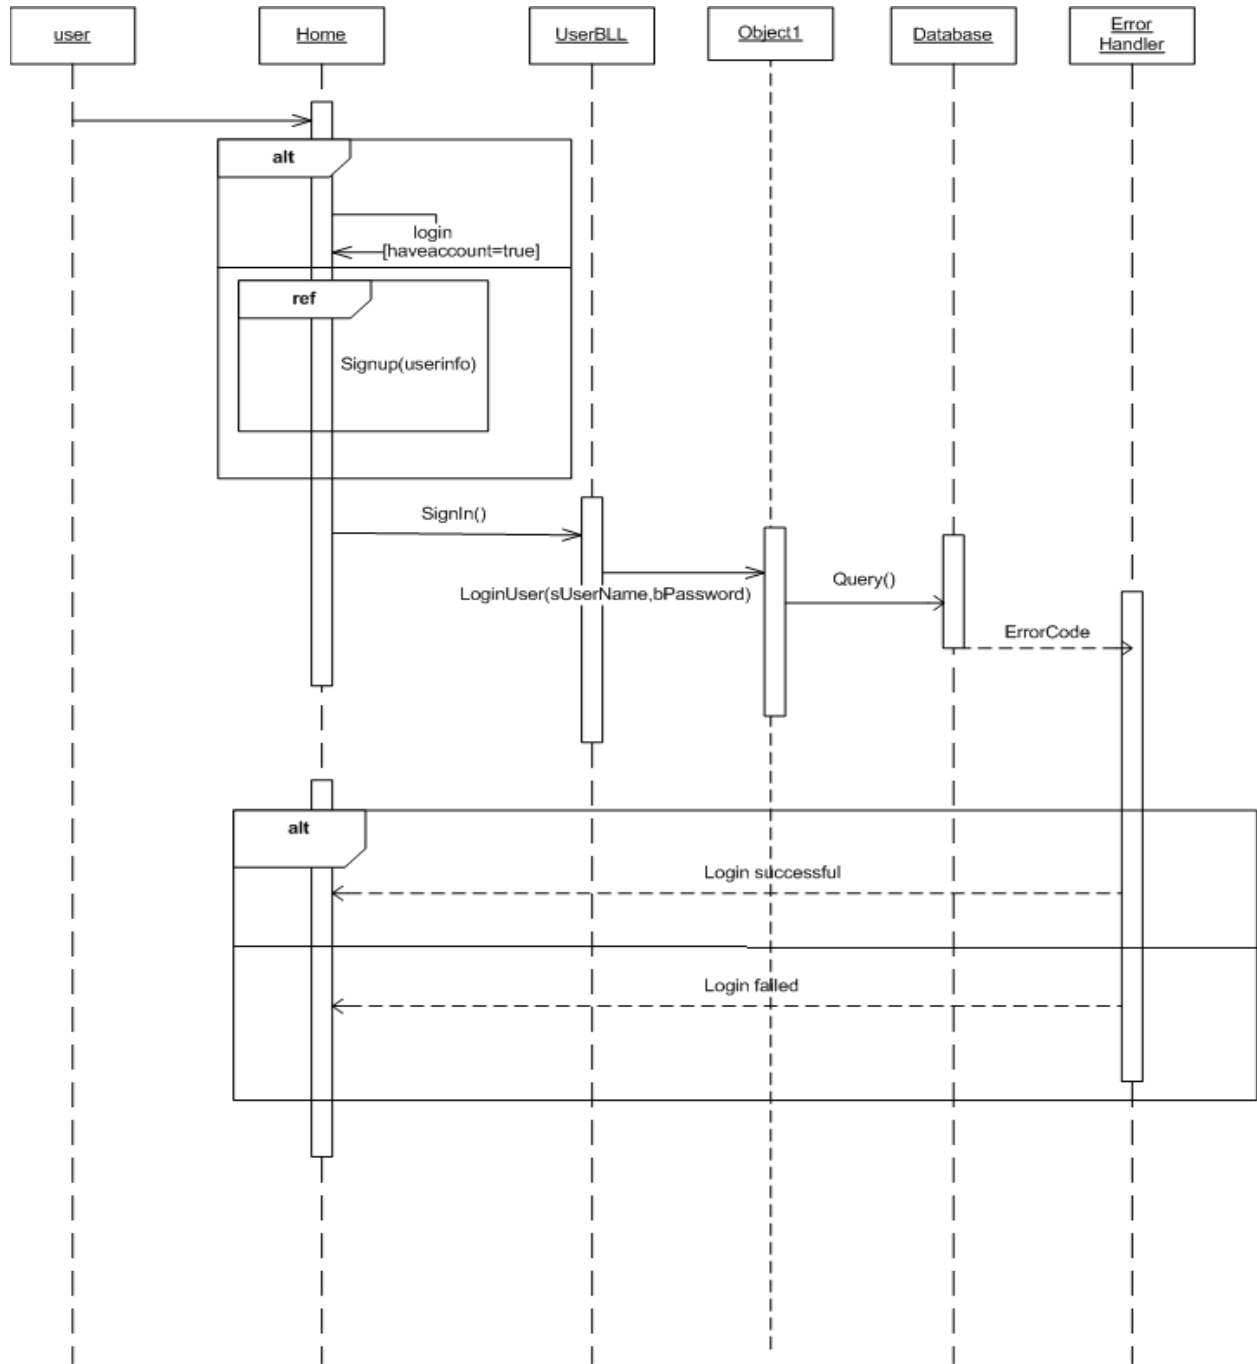 user
Home
UserBLL
Object1
Database
Error
Handler
alt
login
[haveaccount=true]
ref
Signup(userinfo)
SignIn()
LoginUser(sUserName,bPassword)
Query()
ErrorCode
alt
Login successful
Login failed